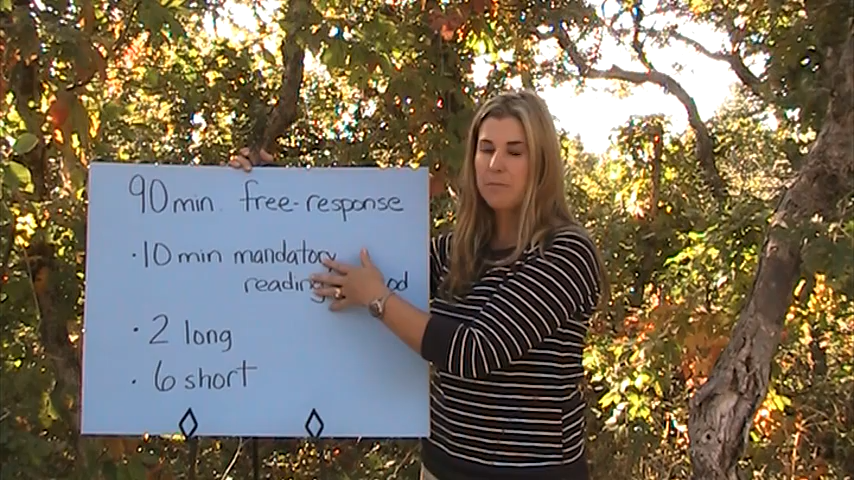 90 min. free-response
· 10 min mandatory
reading
· 2 long
· 6 short